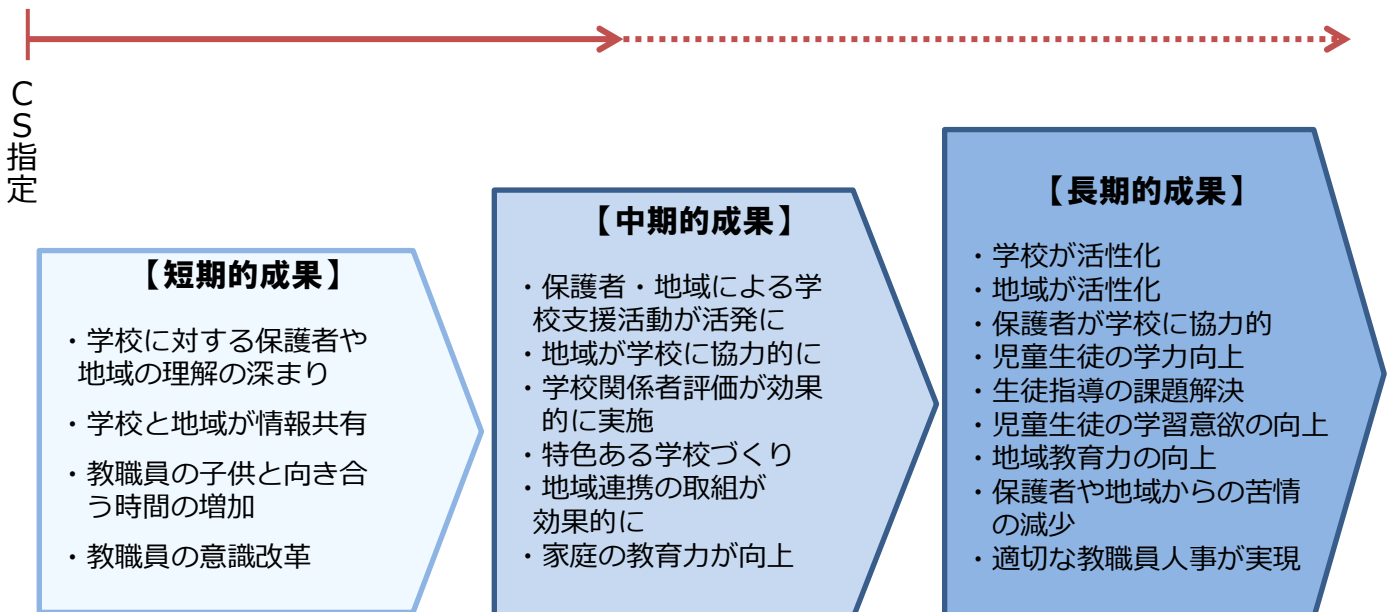 CS指定
【短期的成果】
・学校に対する保護者や
地域の理解の深まり
・学校と地域が情報共有
・教職員の子供と向き合
う時間の増加
・教職員の意識改革
【中期的成果】
・保護者・地域による学
校支援活動が活発に
・地域が学校に協力的に
・学校関係者評価が効果
的に実施
・特色ある学校づくり
・地域連携の取組が
効果的に
・家庭の教育力が向上
【長期的成果】
・学校が活性化
・地域が活性化
・保護者が学校に協力的
・児童生徒の学力向上
・生徒指導の課題解決
・児童生徒の学習意欲の向上
・地域教育力の向上
・保護者や地域からの苦情
の減少
・適切な教職員人事が実現